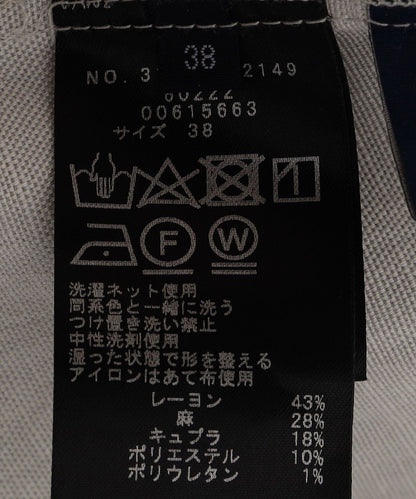 38
NO. 3 2149
00615663
サイズ 38
F W
洗濯ネット使用
同系色と一緒に洗う
つけ置き洗い禁止
中性洗剤使用
湿った状態で形を整える
アイロンはあて布使用
レーヨン 43%
麻 28%
キュプラ 18%
ポリエステル 10%
ポリウレタン 1%